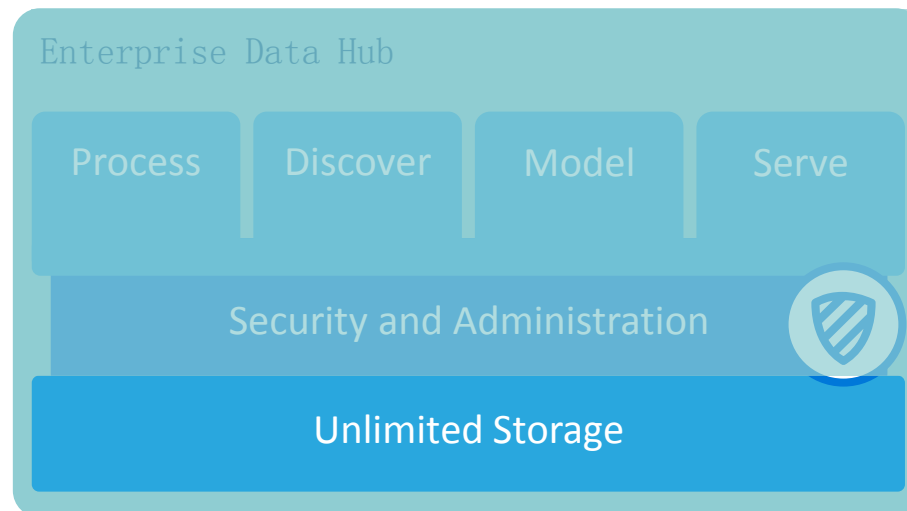 Enterprise Data Hub
Process Discover Model Serve
Security and Administration
Unlimited Storage